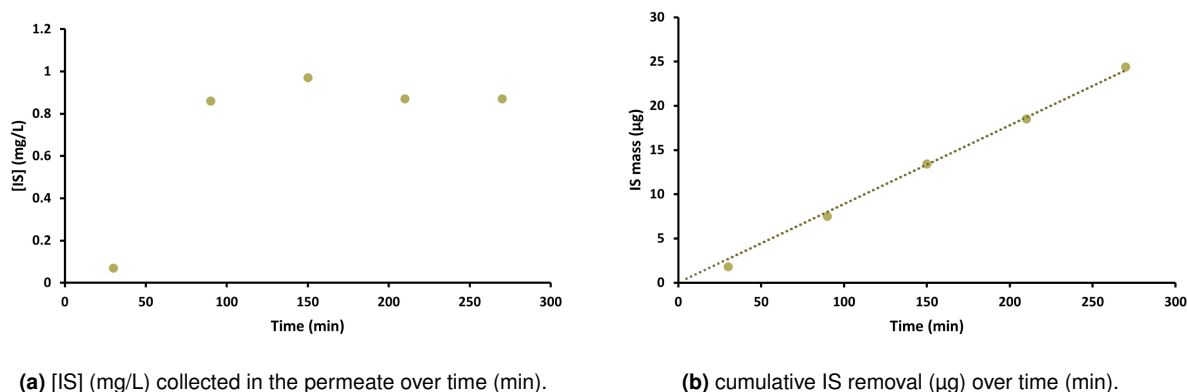 1.2
1
0.8
0.6
0.4
0.2
0
[IS] (mg/L)
0 50 100 150 200 250 300
Time (min)
30
25
20
15
10
5
0
IS mass (µg)
0 50 100 150 200 250 300
Time (min)
(a) [IS] (mg/L) collected in the permeate over time (min).
(b) cumulative IS removal (µg) over time (min).